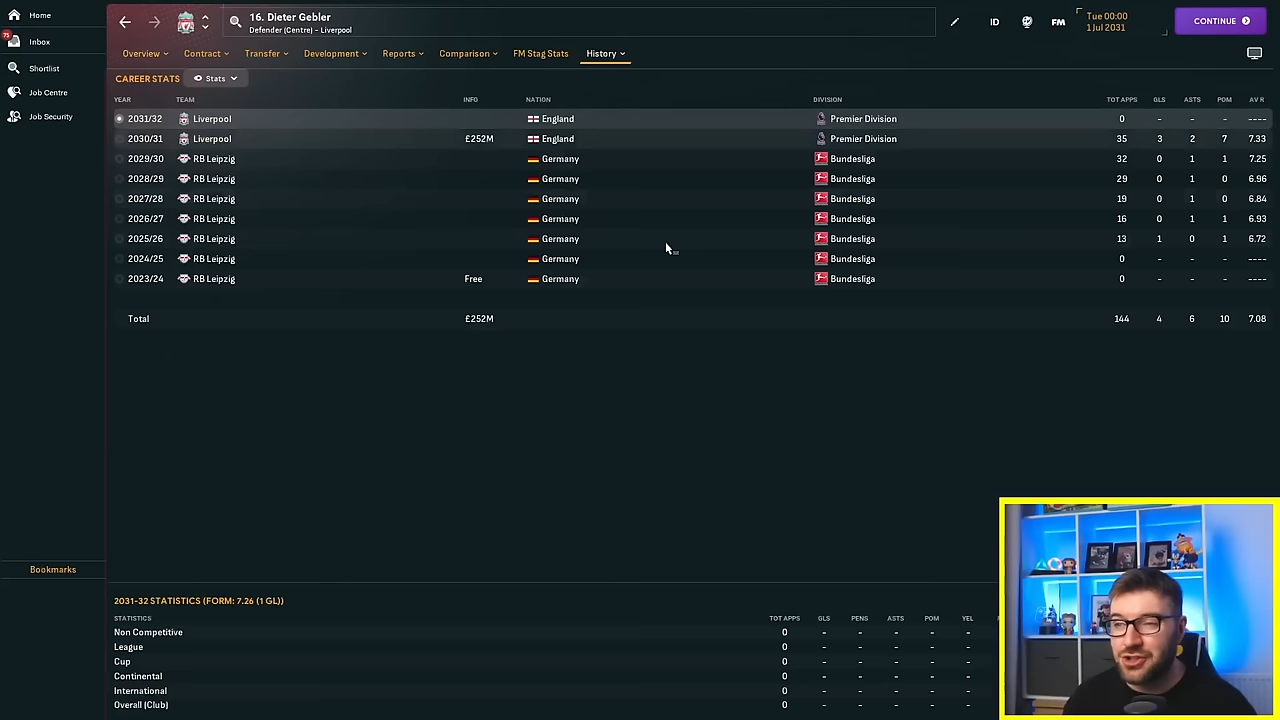 Home
75
Inbox
Shortlist
Job Centre
Job Security
Bookmarks
16. Dieter Gebler
Defender (Centre) - Liverpool
ID
FM
Tue 00:00
1 Jul 2031
CONTINUE
Overview Contract Transfer Development Reports Comparison FM Stag Stats History
CAREER STATS Stats
YEAR TEAM INFO NATION DIVISION TOT APPS GLS ASTS POM AV R
2031/32 Liverpool England Premier Division 0 - - - ----
2030/31 Liverpool £252M England Premier Division 35 3 2 7 7.33
2029/30 RB Leipzig Germany Bundesliga 32 0 1 1 7.25
2028/29 RB Leipzig Germany Bundesliga 29 0 1 0 6.96
2027/28 RB Leipzig Germany Bundesliga 19 0 1 0 6.84
2026/27 RB Leipzig Germany Bundesliga 16 0 1 1 6.93
2025/26 RB Leipzig Germany Bundesliga 13 1 0 1 6.72
2024/25 RB Leipzig Germany Bundesliga 0 - - - ----
2023/24 RB Leipzig Free Germany Bundesliga 0 - - - ----
Total £252M 144 4 6 10 7.08
2031-32 STATISTICS (FORM: 7.26 (1 GL))
STATISTICS TOT APPS GLS PENS ASTS POM YEL
Non Competitive 0 - - - - -
League 0 - - - - -
Cup 0 - - - - -
Continental 0 - - - - -
International 0 - - - - -
Overall (Club) 0 - - - - -